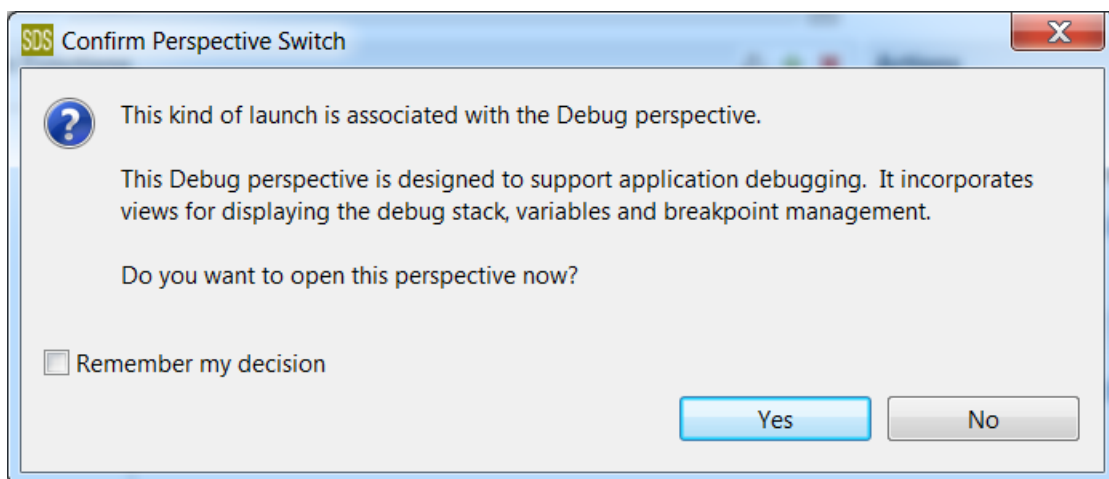 SDS Confirm Perspective Switch
This kind of launch is associated with the Debug perspective.
This Debug perspective is designed to support application debugging. It incorporates
views for displaying the debug stack, variables and breakpoint management.
Do you want to open this perspective now?
Remember my decision
Yes No